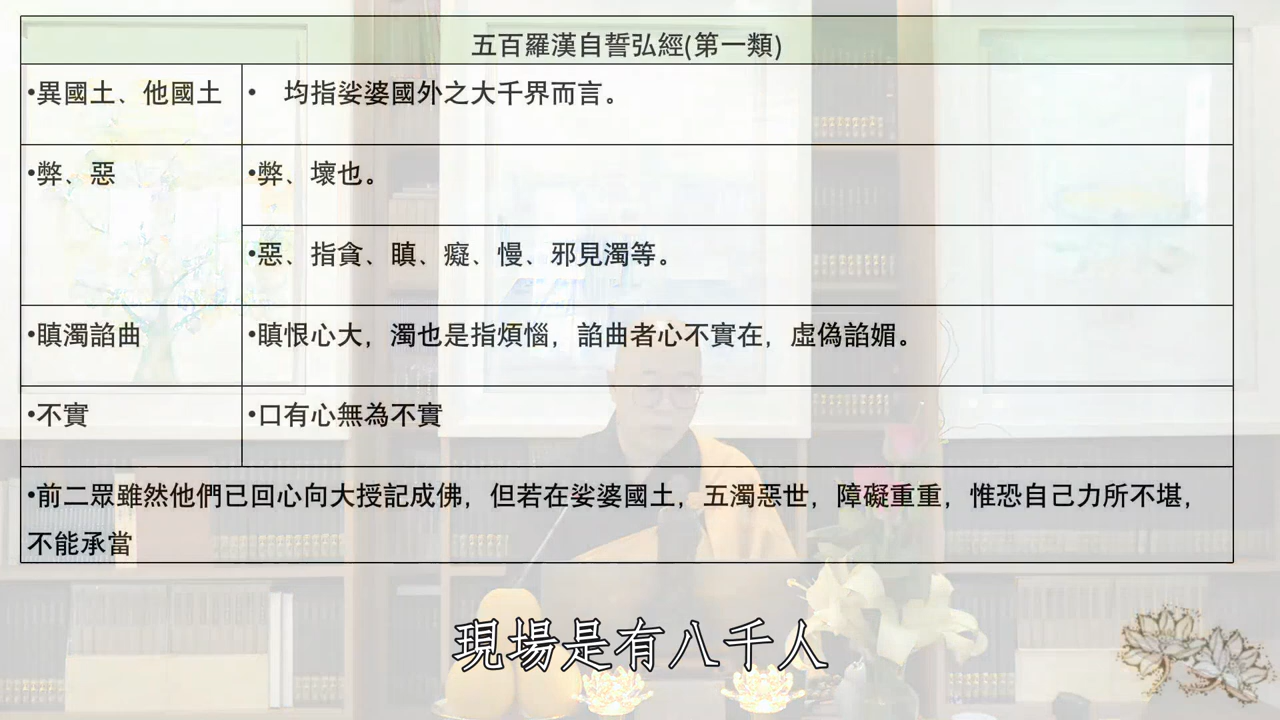 五百羅漢自誓弘經(第一類)
•異國土、他國土
• 均指娑婆國外之大千界而言。
•弊、惡
•弊、壞也。
•惡、指貪、瞋、癡、慢、邪見濁等。
•瞋濁諂曲
•瞋恨心大，濁也是指煩惱，諂曲者心不實在，虛偽諂媚。
•不實
•口有心無為不實
•前二眾雖然他們已回心向大授記成佛，但若在娑婆國土，五濁惡世，障礙重重，惟恐自己力所不堪，
不能承當
現場是有八千人